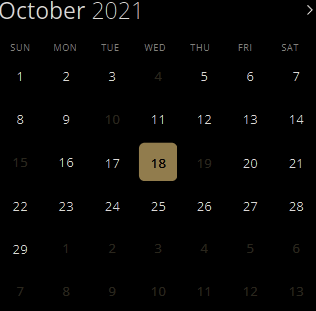 October 2021 >
SUN MON TUE WED THU FRI SAT
1 2 3 4 5 6 7
8 9 10 11 12 13 14
15 16 17 18 19 20 21
22 23 24 25 26 27 28
29 1 2 3 4 5 6
7 8 9 10 11 12 13